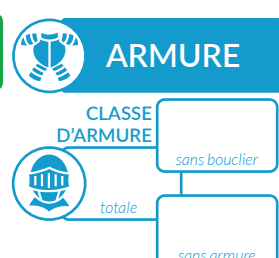 ARMURE
CLASSE
D’ARMURE
sans bouclier
totale
sans armure